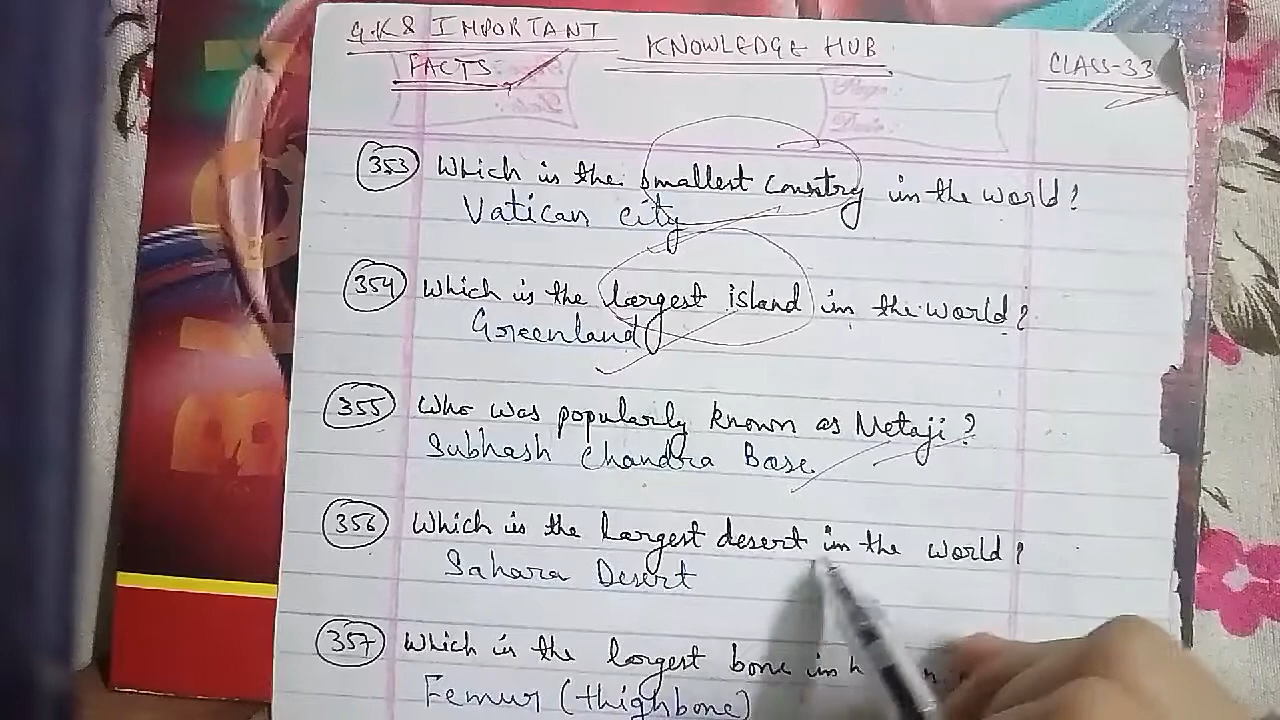 G.K & IMPORTANT
FACTS
KNOWLEDGE HUB
CLASS-33
353 Which is the smallest country in the world?
Vatican city
354 Which is the largest island in the world?
Greenland
355 Who was popularly known as Netaji?
Subhash Chandra Bose.
356 Which is the largest desert in the world?
Sahara Desert
357 Which is the largest bone in
Femur (thighbone)